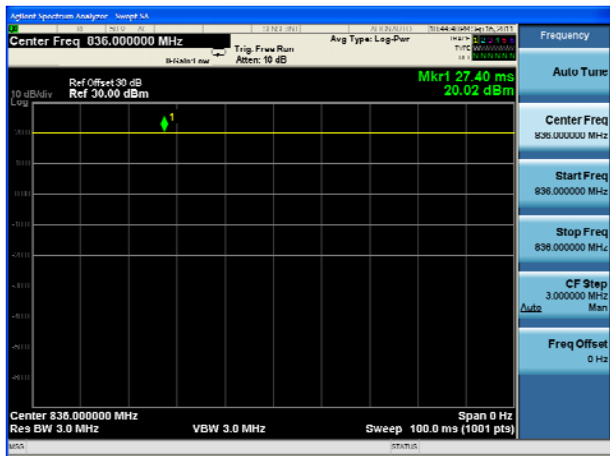 Agilent Spectrum Analyzer - Swept SA
Center Freq 836.000000 MHz
Trig: Free Run
Atten: 10 dB
Avg Type: Log-Pwr
TRACE
TYPE
Frequency
Auto Tune
Mkr1 27.40 ms
20.02 dBm
Ref Offset 30 dB
10 dB/div Ref 30.00 dBm
Log
1
Center Freq
836.000000 MHz
Start Freq
836.000000 MHz
Stop Freq
836.000000 MHz
CF Step
3.000000 MHz
Auto Man
Freq Offset
0 Hz
Center 836.000000 MHz
Span 0 Hz
Res BW 3.0 MHz
VBW 3.0 MHz
Sweep 100.0 ms (1001 pts)
MSG
STATUS